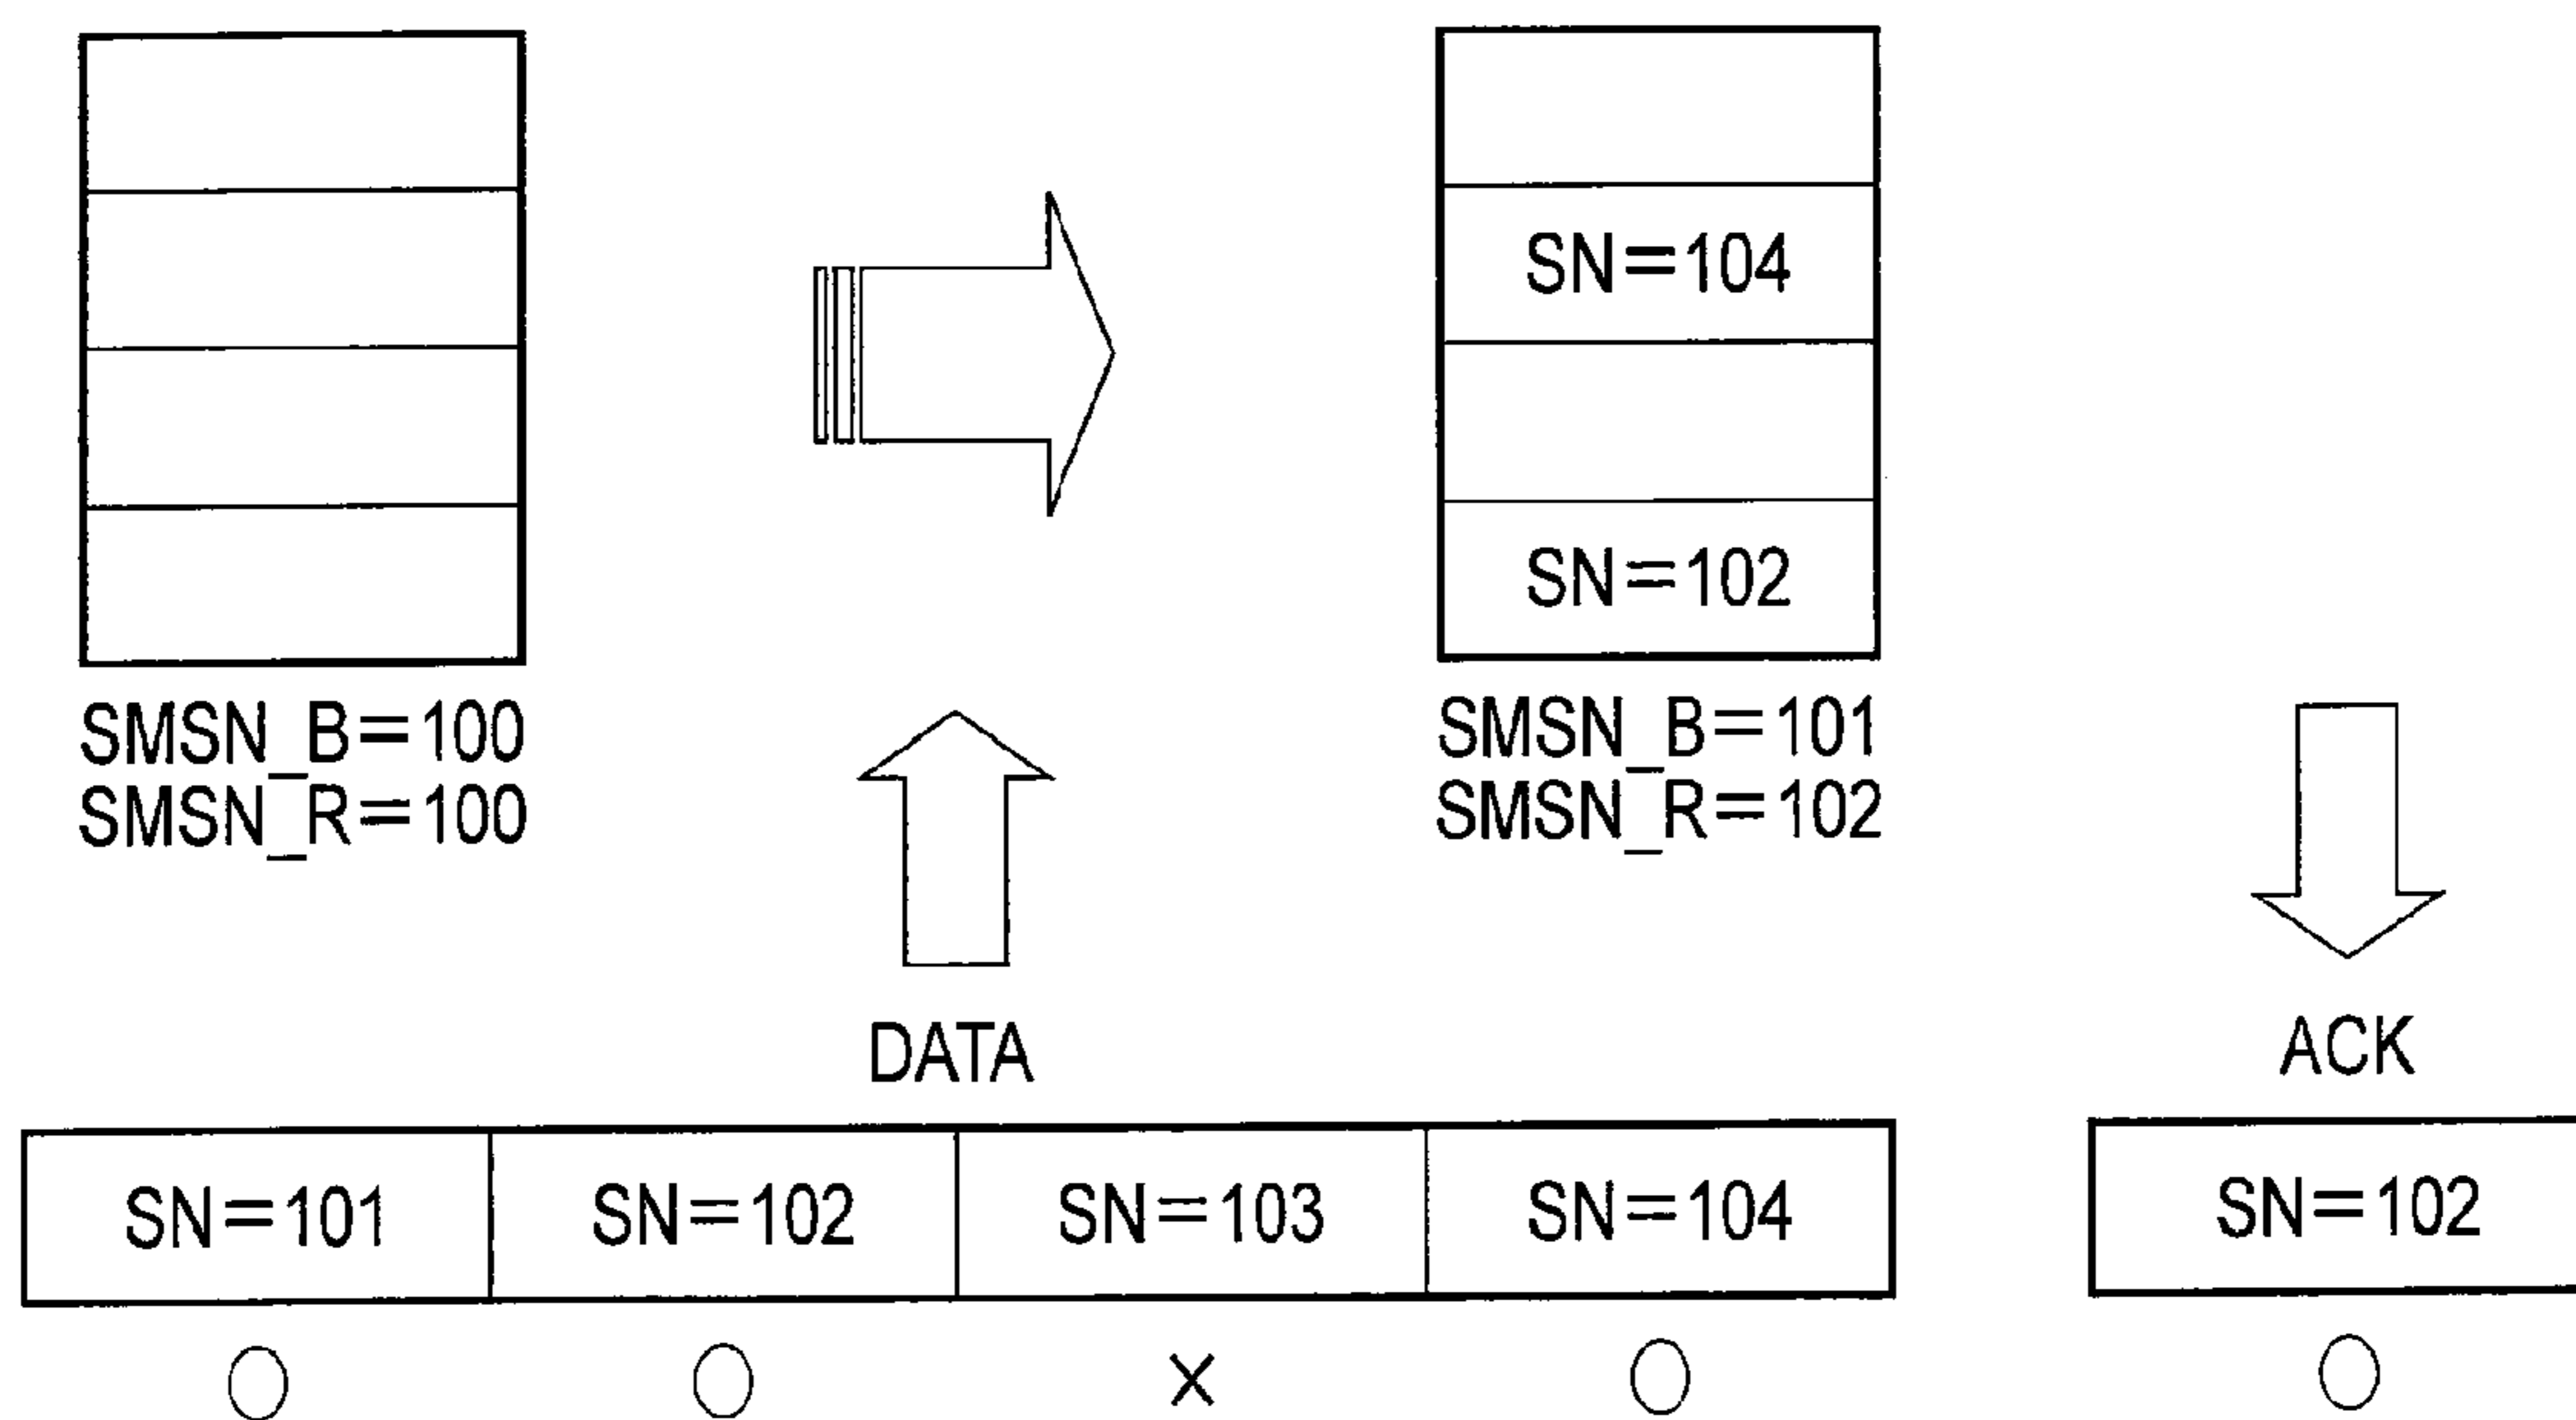 SN=104
SN=102
SMSN_B=100
SMSN_R=100
SMSN_B=101
SMSN_R=102
DATA
ACK
SN=101
SN=102
SN=103
SN=104
SN=102
○ ○ × ○ ○